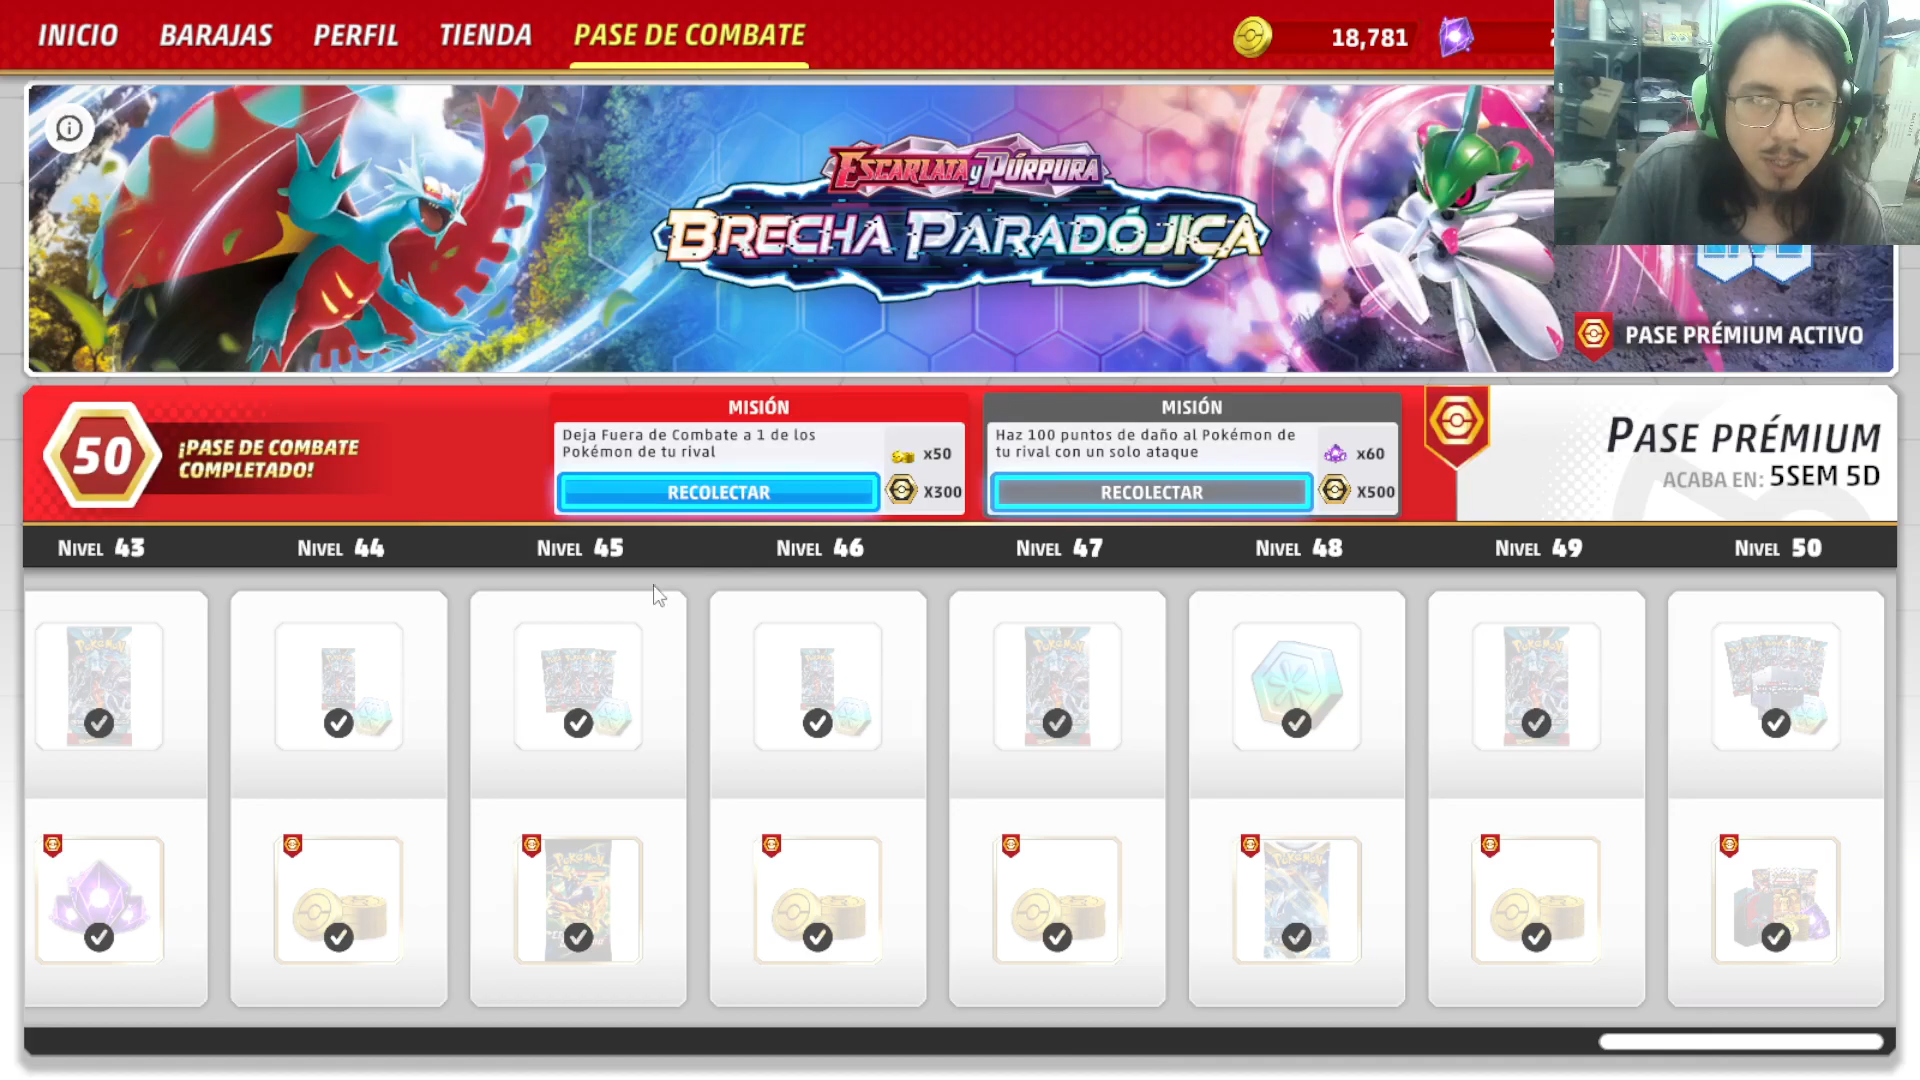 INICIO BARAJAS PERFIL TIENDA PASE DE COMBATE 18,781
ESCARLATA y PÚRPURA
BRECHA PARADÓJICA
PASE PRÉMIUM ACTIVO
50 ¡PASE DE COMBATE
COMPLETADO!
MISIÓN
Deja Fuera de Combate a 1 de los
Pokémon de tu rival
x50
RECOLECTAR
X300
MISIÓN
Haz 100 puntos de daño al Pokémon de
tu rival con un solo ataque
x60
RECOLECTAR
X500
PASE PRÉMIUM
ACABA EN: 5SEM 5D
NIVEL 43 NIVEL 44 NIVEL 45 NIVEL 46 NIVEL 47 NIVEL 48 NIVEL 49 NIVEL 50